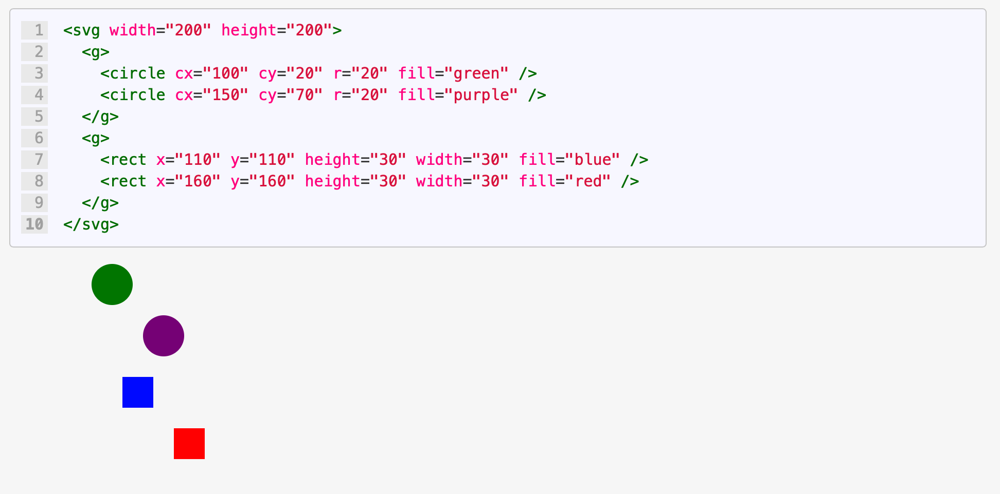 1 <svg width="200" height="200">
2 <g>
3 <circle cx="100" cy="20" r="20" fill="green" />
4 <circle cx="150" cy="70" r="20" fill="purple" />
5 </g>
6 <g>
7 <rect x="110" y="110" height="30" width="30" fill="blue" />
8 <rect x="160" y="160" height="30" width="30" fill="red" />
9 </g>
10 </svg>